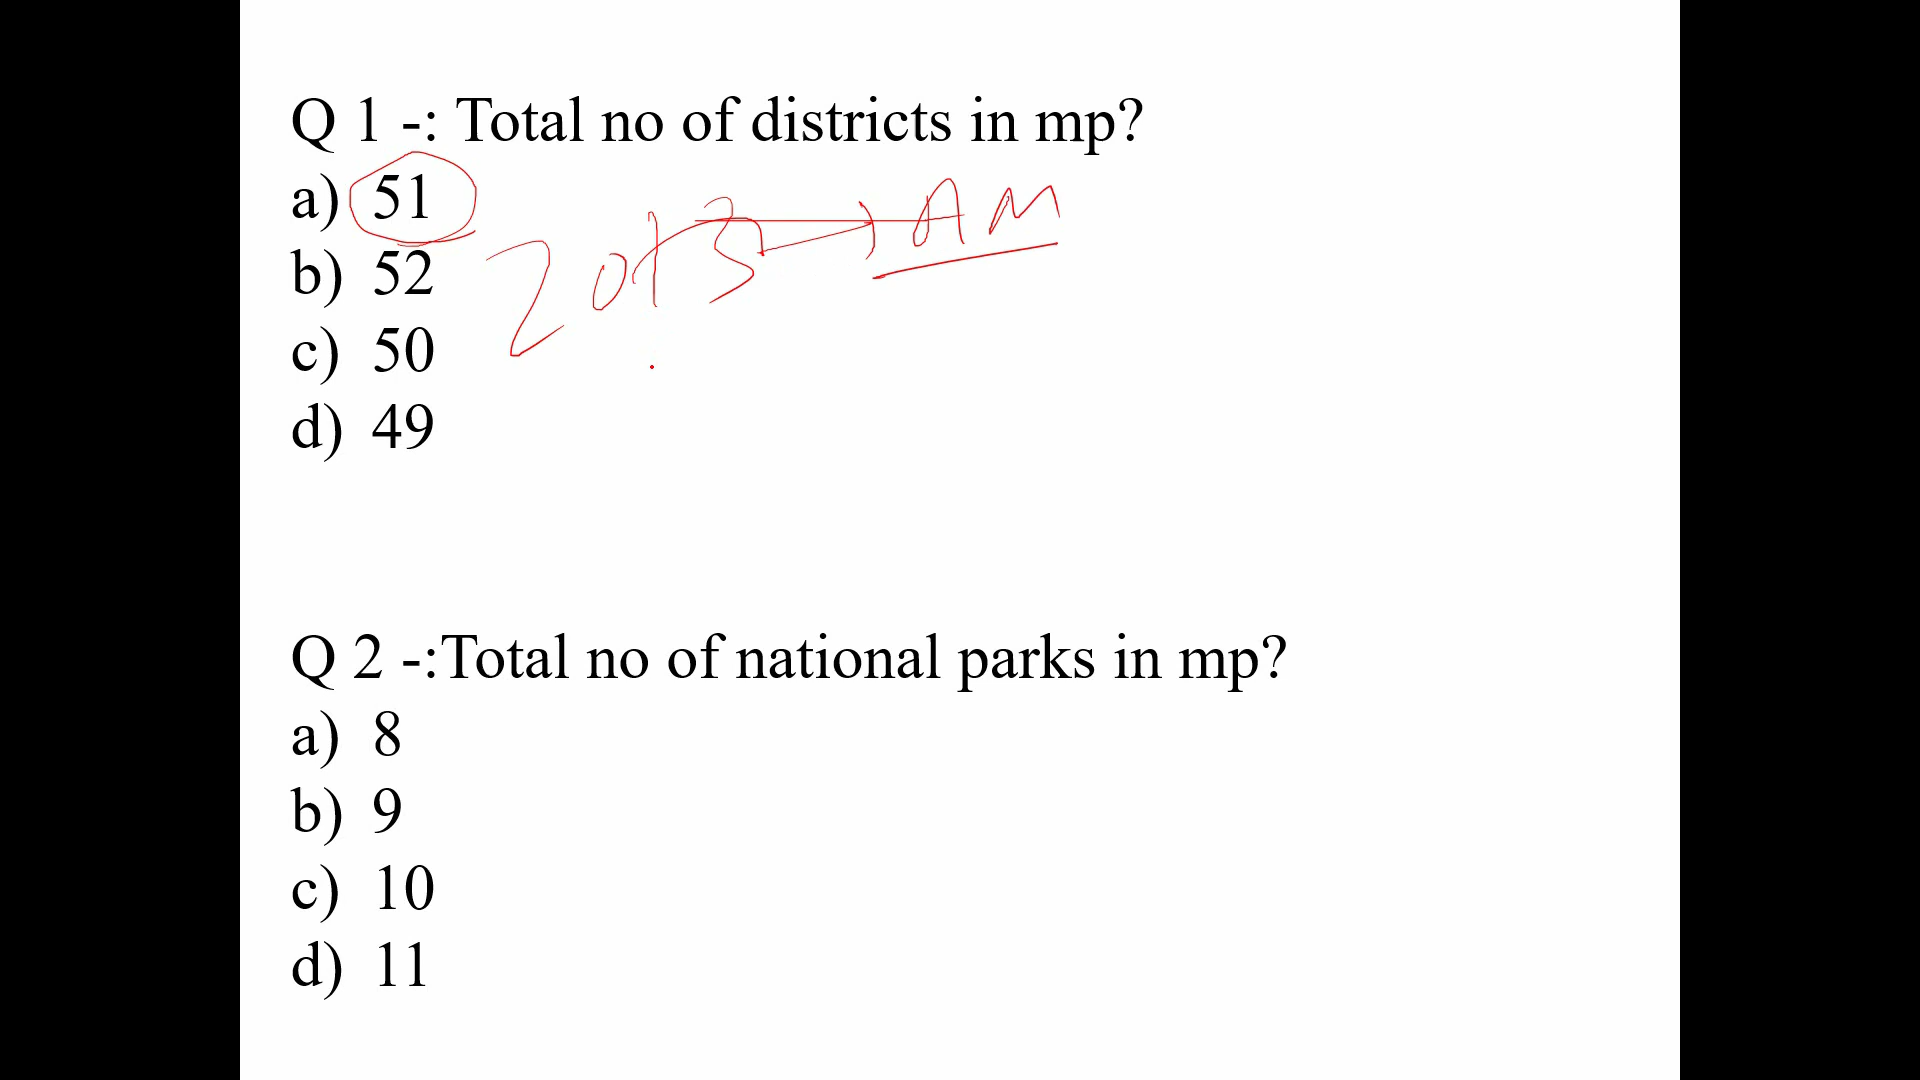 Q 1 -: Total no of districts in mp?
a) 51
b) 52
c) 50
d) 49
AM
Q 2 -:Total no of national parks in mp?
a) 8
b) 9
c) 10
d) 11